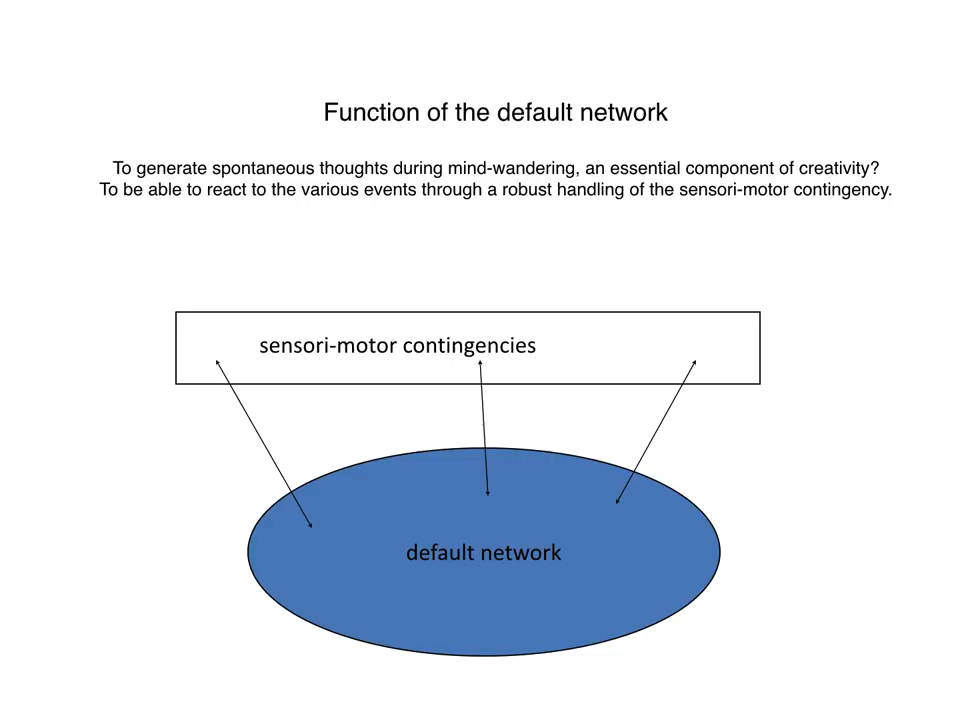 Function of the default network
To generate spontaneous thoughts during mind-wandering, an essential component of creativity?
To be able to react to the various events through a robust handling of the sensori-motor contingency.
sensori-motor contingencies
default network